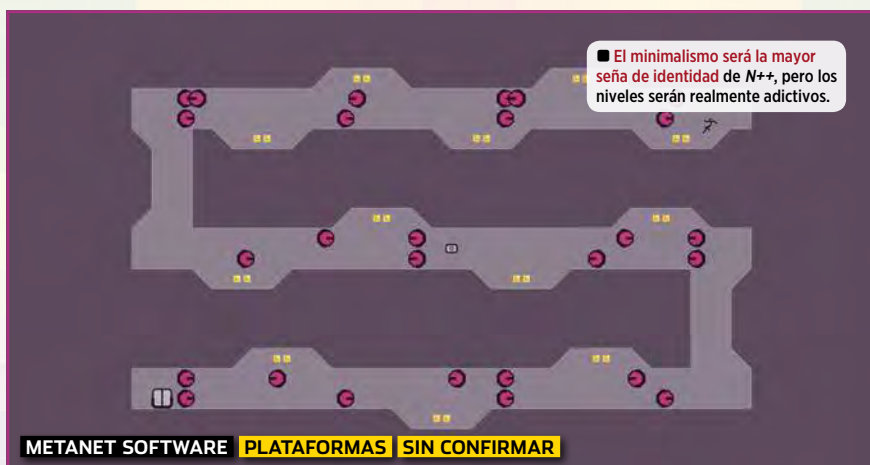 El minimalismo será la mayor
seña de identidad de N++, pero los
niveles serán realmente adictivos.
METANET SOFTWARE PLATAFORMAS SIN CONFIRMAR